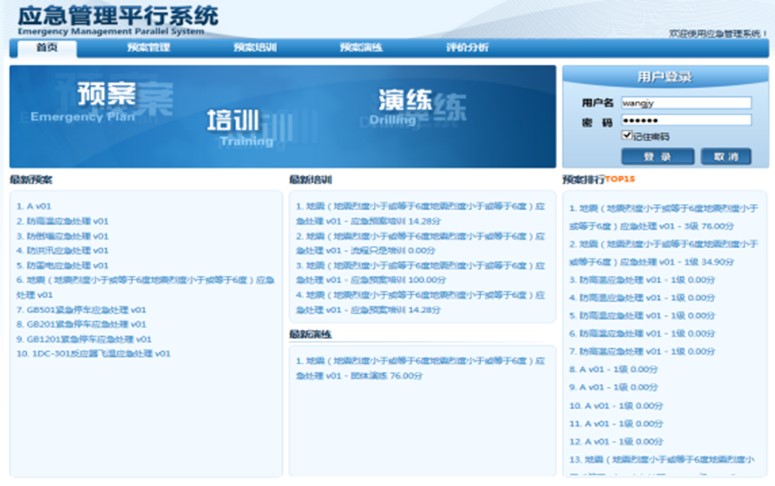 应急管理平行系统
Emergency Management Parallel System
欢迎使用应急管理系统！
首页 预案管理 预案培训 预案演练 评价分析
预案
Emergency Plan
培训
Training
演练
Drilling
用户登录
用户名 wangjy
密 码 ●●●●●●
记住密码
登 录 取 消
最新预案
1. A v01
2. 防高温应急处理 v01
3. 防倒塌应急处理 v01
4. 防洪汛应急处理 v01
5. 防雷电应急处理 v01
6. 地震（地震烈度小于或等于6度地震烈度小于或等于6度）应急
处理 v01
7. GB501紧急停车应急处理 v01
8. GB201紧急停车应急处理 v01
9. GB1201紧急停车应急处理 v01
10. 1DC-301反应器飞温应急处理 v01
最新培训
1. 地震（地震烈度小于或等于6度地震烈度小于或等于6度）应
急处理 v01 - 应急预案培训 14.28分
2. 地震（地震烈度小于或等于6度地震烈度小于或等于6度）应
急处理 v01 - 流程只是培训 0.00分
3. 地震（地震烈度小于或等于6度地震烈度小于或等于6度）应
急处理 v01 - 应急预案培训 100.00分
4. 地震（地震烈度小于或等于6度地震烈度小于或等于6度）应
急处理 v01 - 应急预案培训 14.28分
最新演练
1. 地震（地震烈度小于或等于6度地震烈度小于或等于6度）应
急处理 v01 - 团体演练 76.00分
预案排行TOP15
1. 地震（地震烈度小于或等于6度地震烈度小于
或等于6度）应急处理 v01 - 3级 76.00分
2. 地震（地震烈度小于或等于6度地震烈度小于
或等于6度）应急处理 v01 - 1级 34.90分
3. 防高温应急处理 v01 - 1级 0.00分
4. 防高温应急处理 v01 - 1级 0.00分
5. 防高温应急处理 v01 - 1级 0.00分
6. 防高温应急处理 v01 - 1级 0.00分
7. 防高温应急处理 v01 - 1级 0.00分
8. A v01 - 1级 0.00分
9. A v01 - 1级 0.00分
10. A v01 - 1级 0.00分
11. A v01 - 1级 0.00分
12. A v01 - 1级 0.00分
13. 地震（地震烈度小于或等于6度地震烈度小